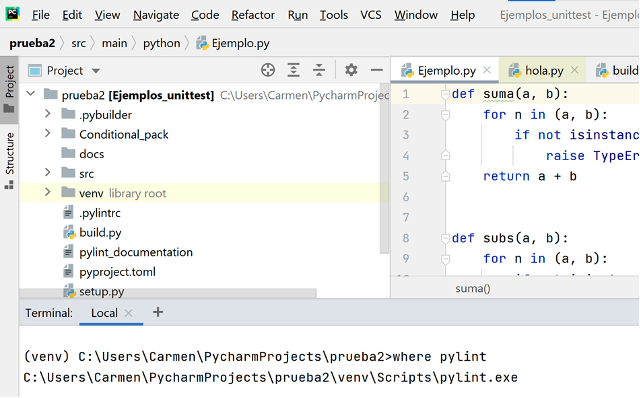 PC File Edit View Navigate Code Refactor Run Tools VCS Window Help Ejemplos_unittest - Ejemplo.
prueba2 src main python Ejemplo.py
Project
Structure
Project
prueba2 [Ejemplos_unittest] C:\Users\Carmen\PycharmProjec
.pybuilder
Conditional_pack
docs
src
venv library root
.pylintrc
build.py
pylint_documentation
pyproject.toml
setup.py
Ejemplo.py hola.py build
1 def suma(a, b):
2 for n in (a, b):
3 if not isinstanc
4 raise TypeErr
5 return a + b
6
7
8 def subs(a, b):
9 for n in (a, b):
suma()
Terminal: Local +
(venv) C:\Users\Carmen\PycharmProjects\prueba2>where pylint
C:\Users\Carmen\PycharmProjects\prueba2\venv\Scripts\pylint.exe